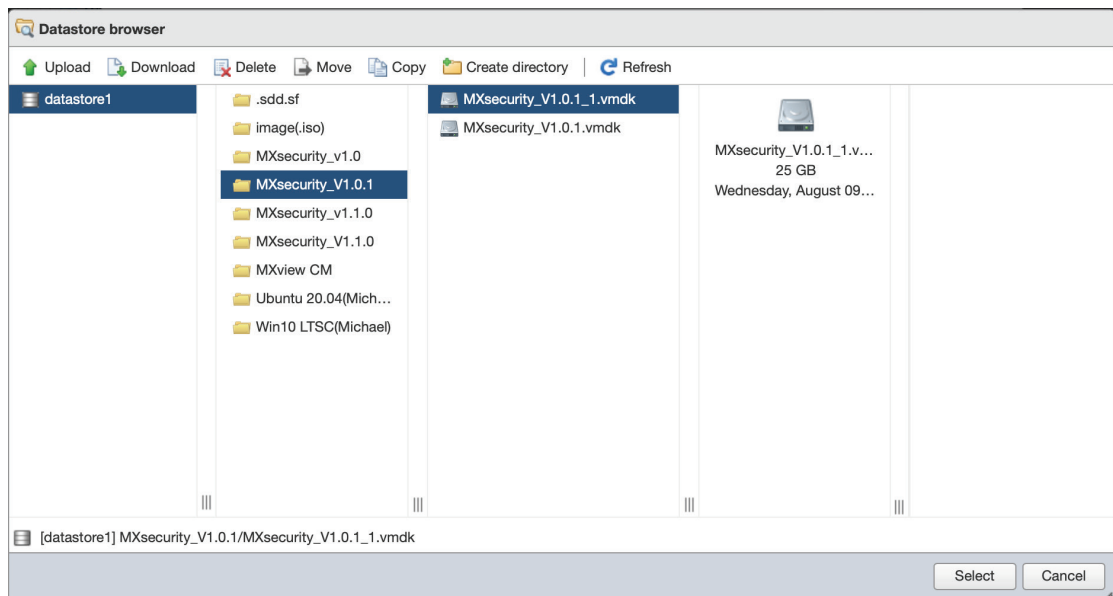 Datastore browser
Upload Download Delete Move Copy Create directory Refresh
datastore1
.sdd.sf
image(.iso)
MXsecurity_v1.0
MXsecurity_V1.0.1
MXsecurity_v1.1.0
MXsecurity_V1.1.0
MXview CM
Ubuntu 20.04(Mich...
Win10 LTSC(Michael)
MXsecurity_V1.0.1_1.vmdk
MXsecurity_V1.0.1.vmdk
MXsecurity_V1.0.1_1.v...
25 GB
Wednesday, August 09...
[datastore1] MXsecurity_V1.0.1/MXsecurity_V1.0.1_1.vmdk
Select Cancel